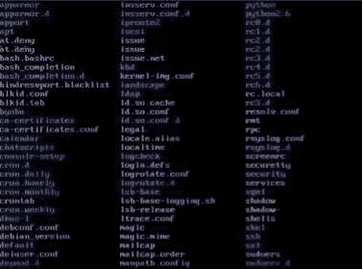 apparmor insserv.conf python
apparmor.d insserv.conf.d python2.6
apport iproute2 rc0.d
apt iscsi rc1.d
at.deny issue rc2.d
at.deny issue rc2.d
bash.bashrc issue.net rc3.d
bash_completion kbd rc4.d
bash_completion.d kernel-img.conf rc5.d
bindresvport.blacklist landscape rc6.d
blkid.conf ldap rc.local
blkid.tab ld.so.cache rcS.d
byobu ld.so.conf resolv.conf
ca-certificates ld.so.conf.d rmt
ca-certificates.conf legal rpc
calendar locale.alias rsyslog.conf
chatscripts localtime rsyslog.d
console-setup logcheck screenrc
cron.d login.defs securetty
cron.daily logrotate.conf security
cron.hourly logrotate.d services
cron.monthly lsb-base sgml
crontab lsb-base-logging.sh shadow
cron.weekly lsb-release shadow-
dbus-1 ltrace.conf shells
debconf.conf magic skel
debian_version magic.mime ssh
default mailcap ssl
deluser.conf mailcap.order sudoers
depmod.d manpath.config sudoers.d